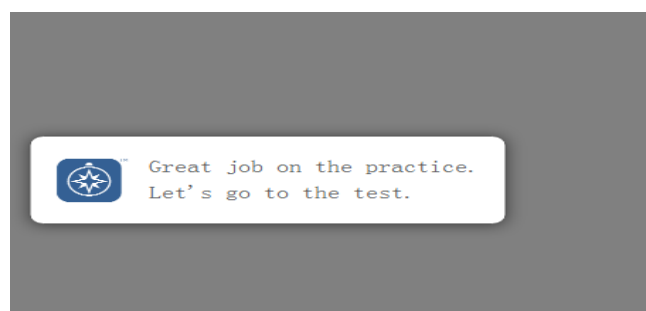 Great job on the practice.
Let's go to the test.